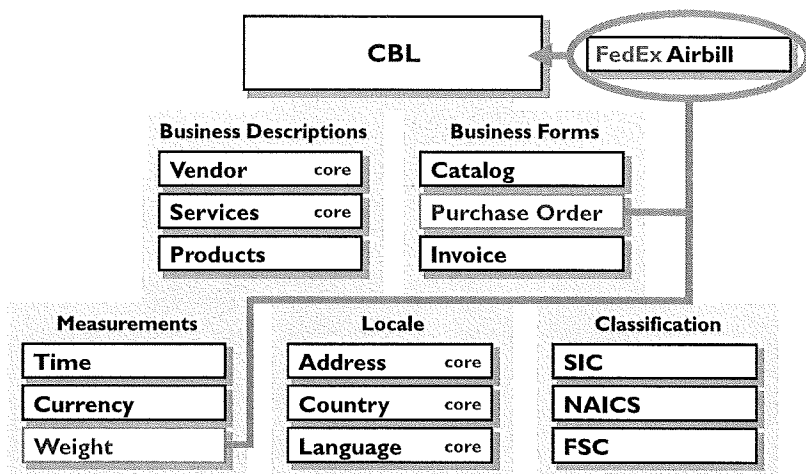 CBL
FedEx Airbill
Business Descriptions
Vendor core
Services core
Products
Business Forms
Catalog
Purchase Order
Invoice
Measurements
Time
Currency
Weight
Locale
Address core
Country core
Language core
Classification
SIC
NAICS
FSC